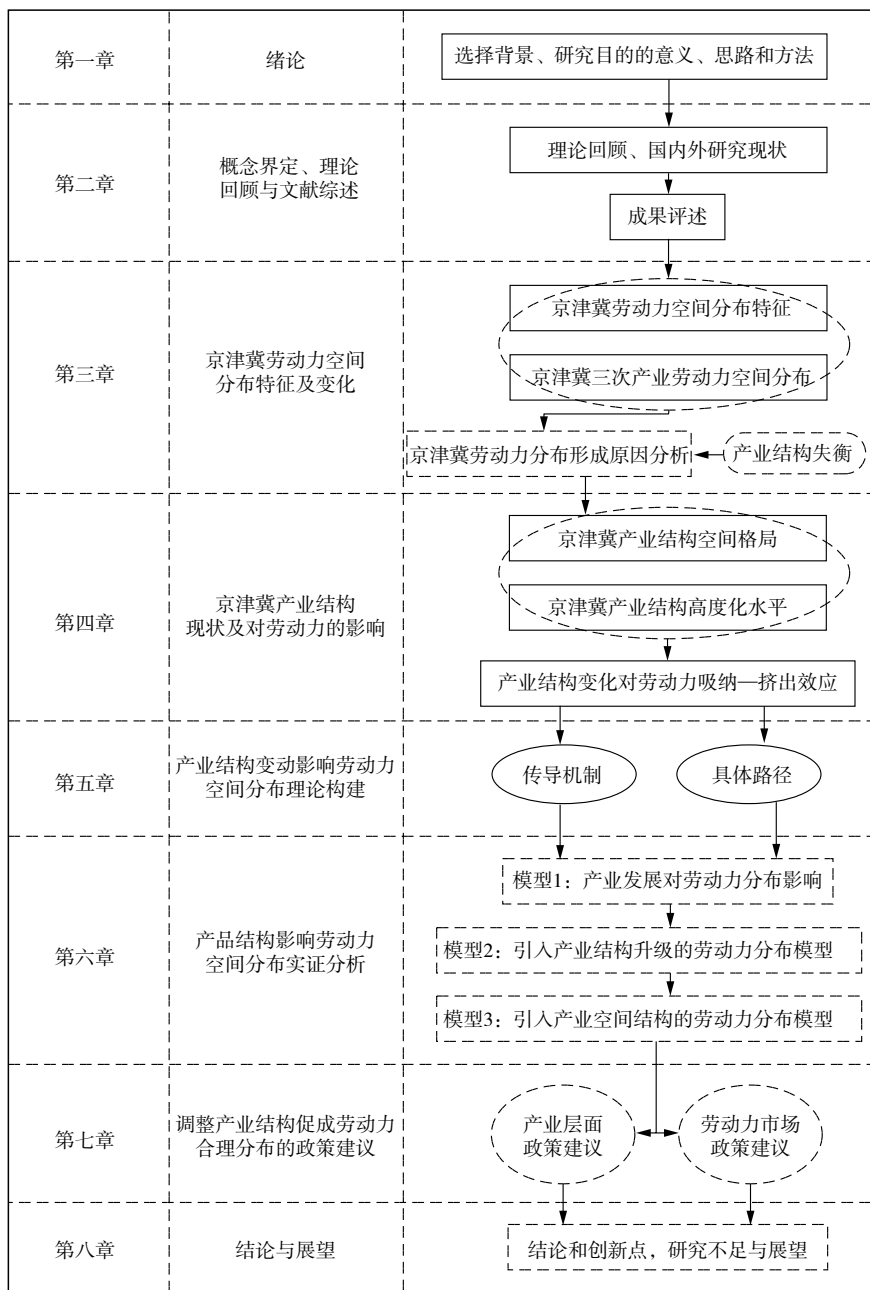 第一章
绪论
选择背景、研究目的的意义、思路和方法
第二章
概念界定、理论
回顾与文献综述
理论回顾、国内外研究现状
成果评述
第三章
京津冀劳动力空间
分布特征及变化
京津冀劳动力空间分布特征
京津冀三次产业劳动力空间分布
京津冀劳动力分布形成原因分析
产业结构失衡
第四章
京津冀产业结构
现状及对劳动力的影响
京津冀产业结构空间格局
京津冀产业结构高度化水平
产业结构变化对劳动力吸纳—挤出效应
第五章
产业结构变动影响劳动力
空间分布理论构建
传导机制
具体路径
第六章
产品结构影响劳动力
空间分布实证分析
模型1：产业发展对劳动力分布影响
模型2：引入产业结构升级的劳动力分布模型
模型3：引入产业空间结构的劳动力分布模型
第七章
调整产业结构促成劳动力
合理分布的政策建议
产业层面
政策建议
劳动力市场
政策建议
第八章
结论与展望
结论和创新点，研究不足与展望